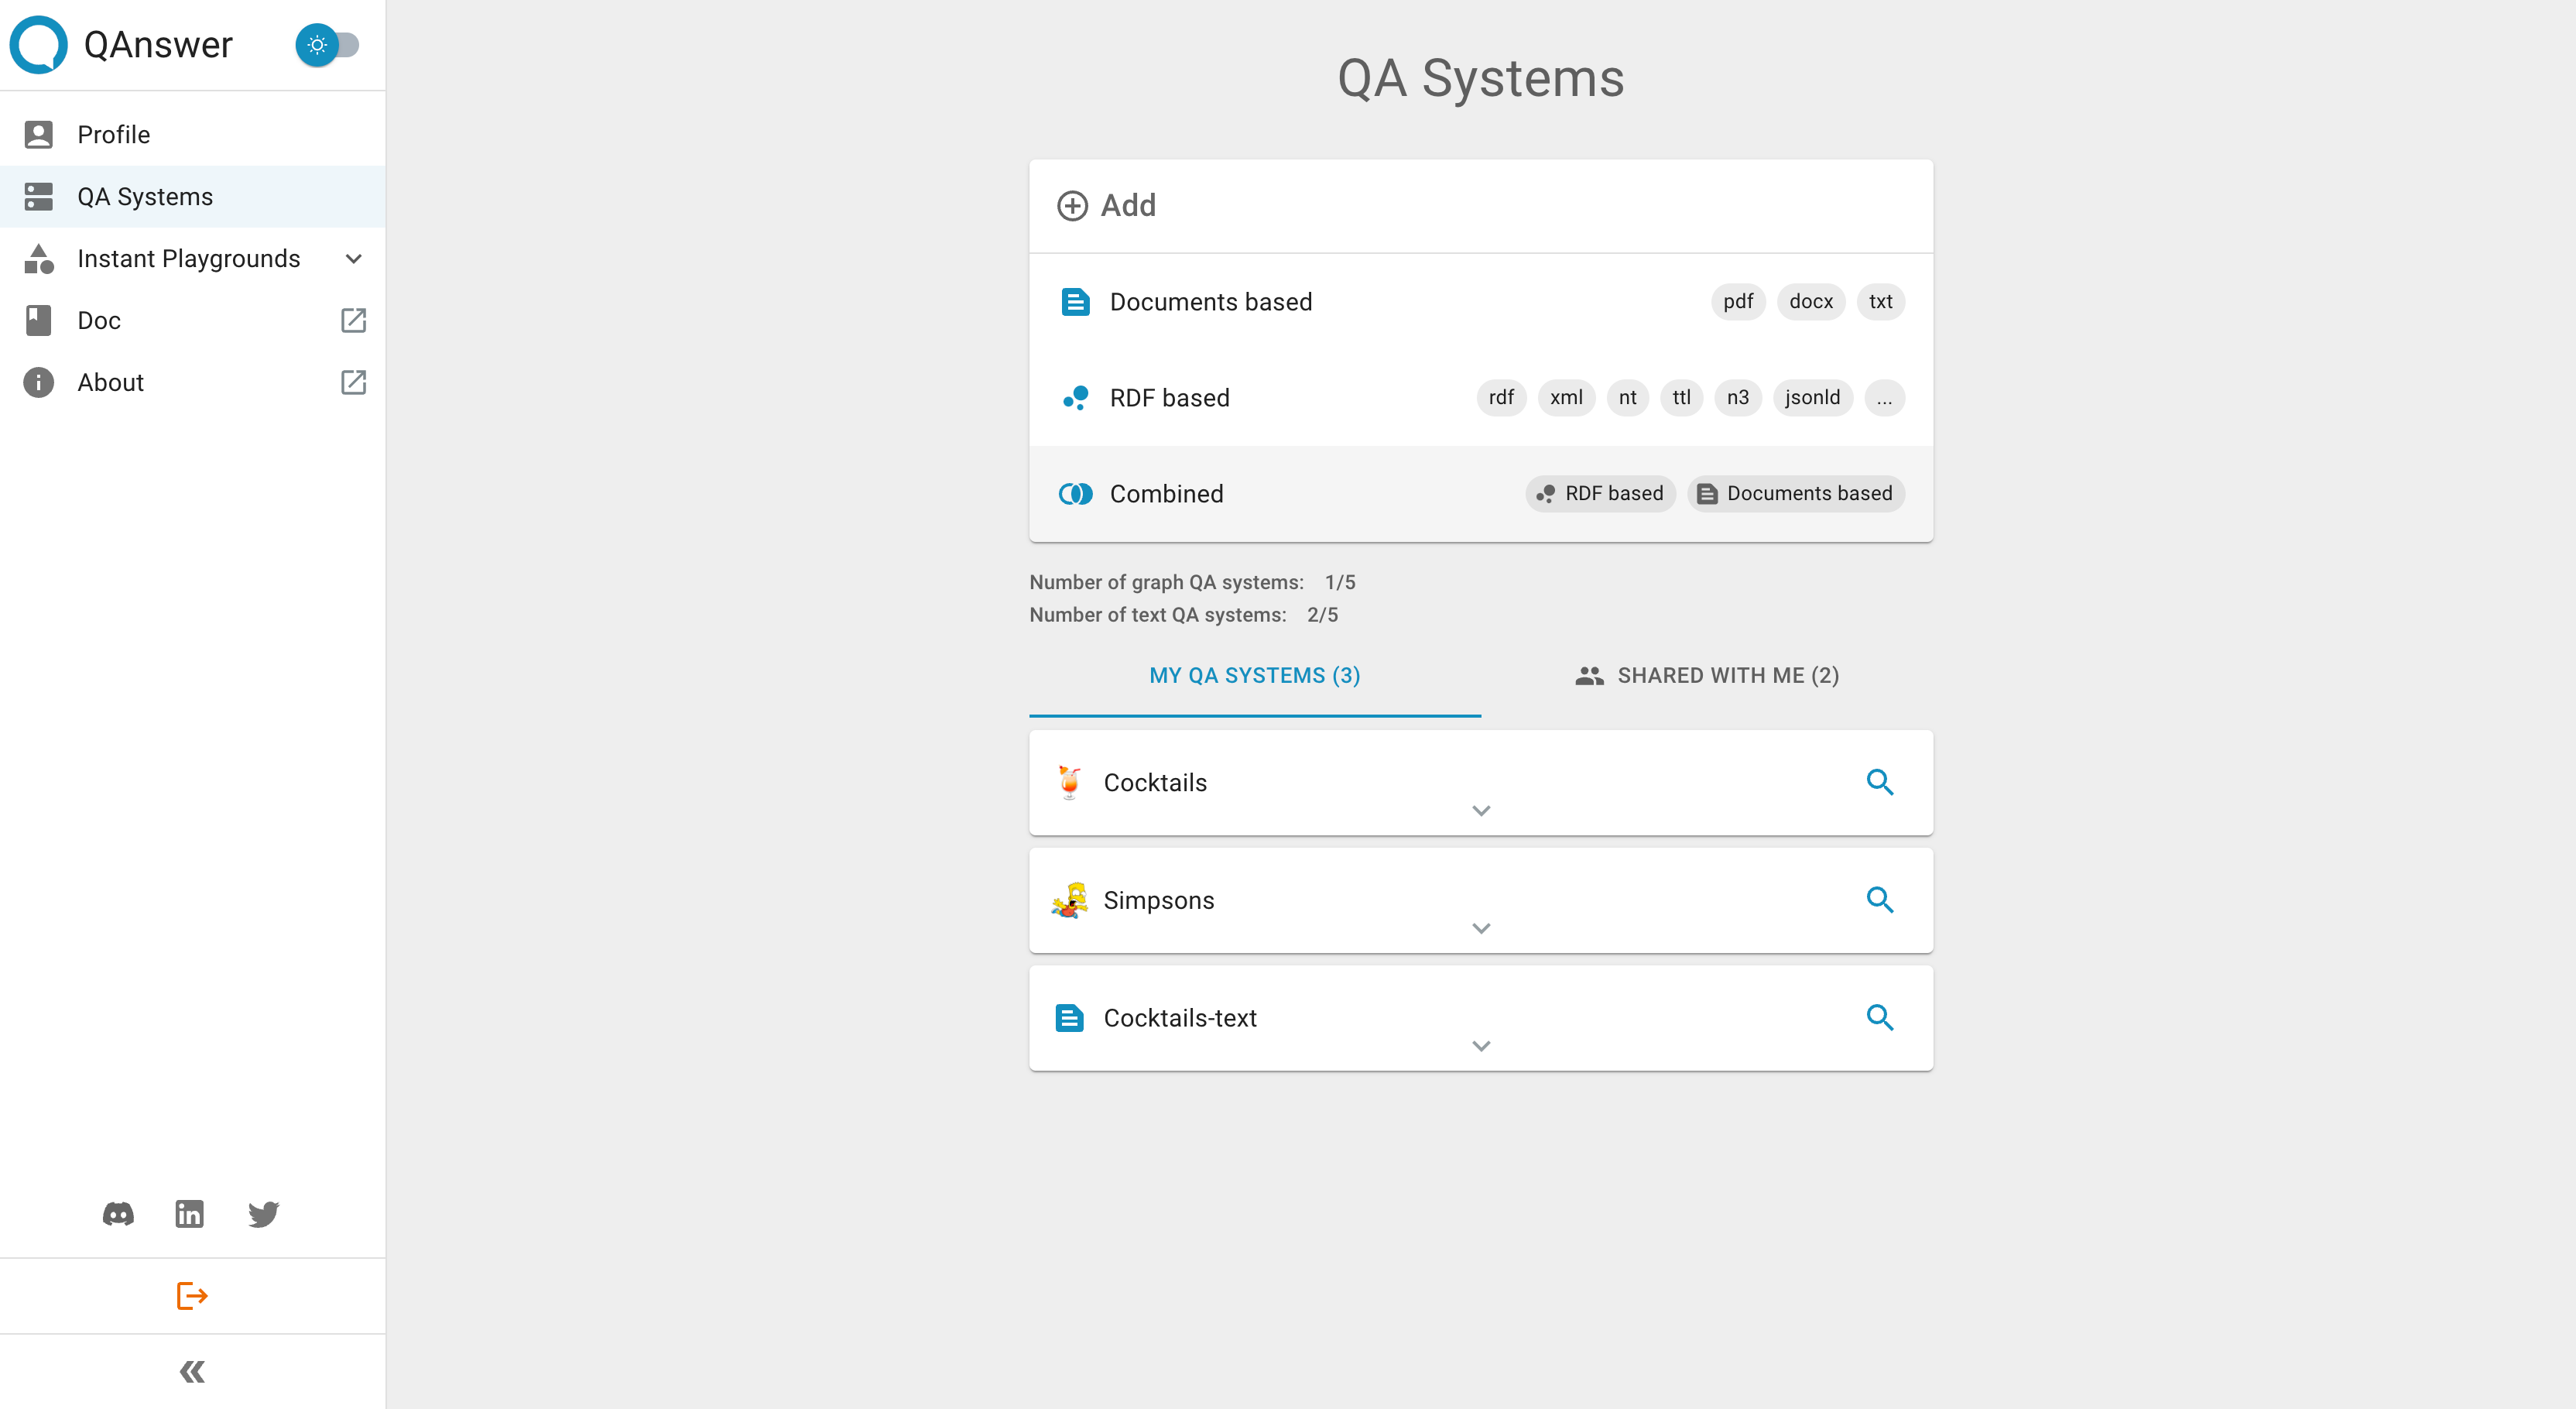 QAnswer
Profile
QA Systems
Instant Playgrounds
Doc
About
QA Systems
Add
Documents based pdf docx txt
RDF based rdf xml nt ttl n3 jsonld ...
Combined RDF based Documents based
Number of graph QA systems: 1/5
Number of text QA systems: 2/5
MY QA SYSTEMS (3) SHARED WITH ME (2)
Cocktails
Simpsons
Cocktails-text
in